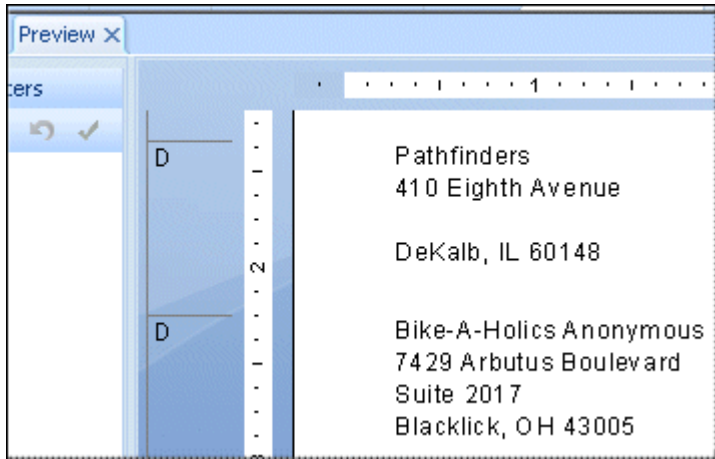 Preview
ters
1
D
Pathfinders
410 Eighth Avenue
DeKalb, IL 60148
2
D
Bike-A-Holics Anonymous
7429 Arbutus Boulevard
Suite 2017
Blacklick, OH 43005